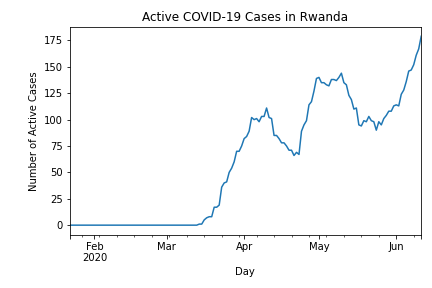 Active COVID-19 Cases in Rwanda
Number of Active Cases
175
150
125
100
75
50
25
0
Feb
2020
Mar
Apr
May
Jun
Day